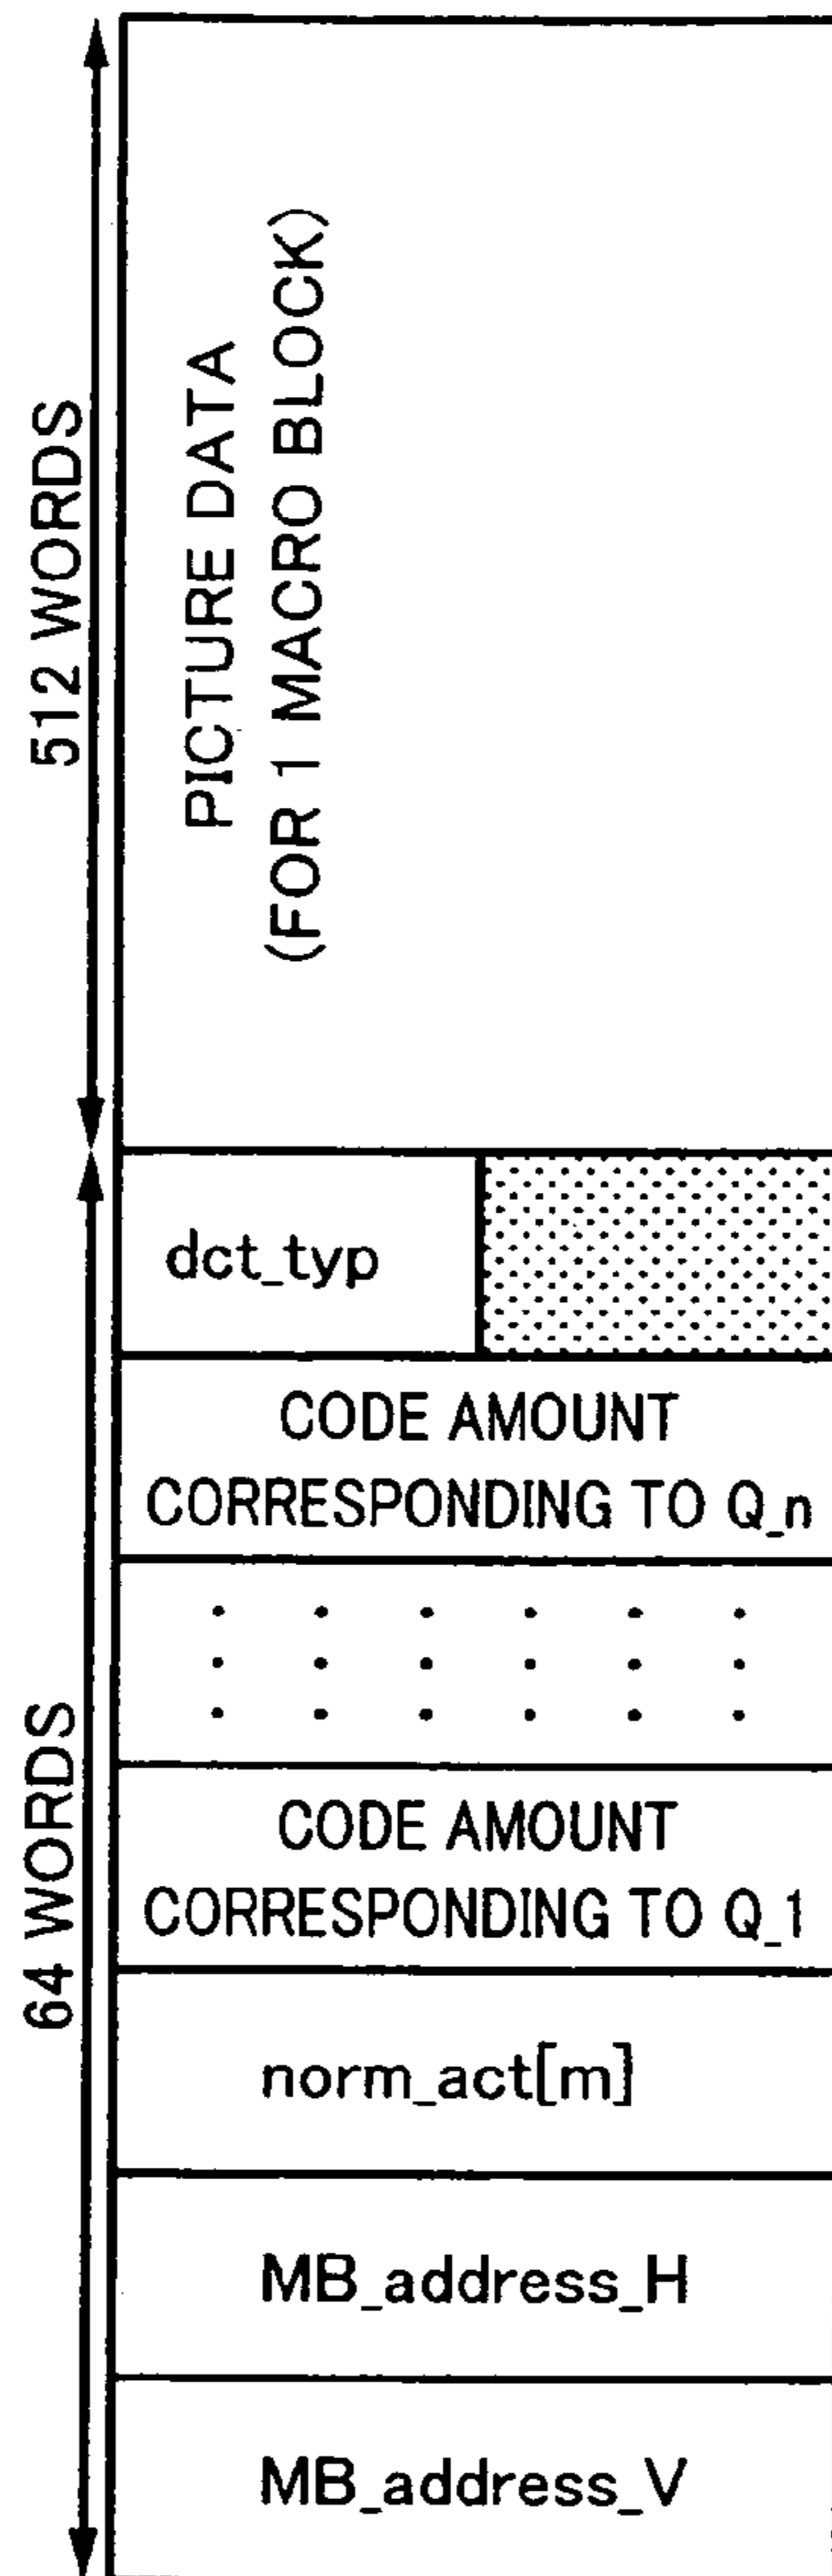 512 WORDS
PICTURE DATA
(FOR 1 MACRO BLOCK)
64 WORDS
dct_typ
CODE AMOUNT
CORRESPONDING TO Q_n
CODE AMOUNT
CORRESPONDING TO Q_1
norm_act[m]
MB_address_H
MB_address_V